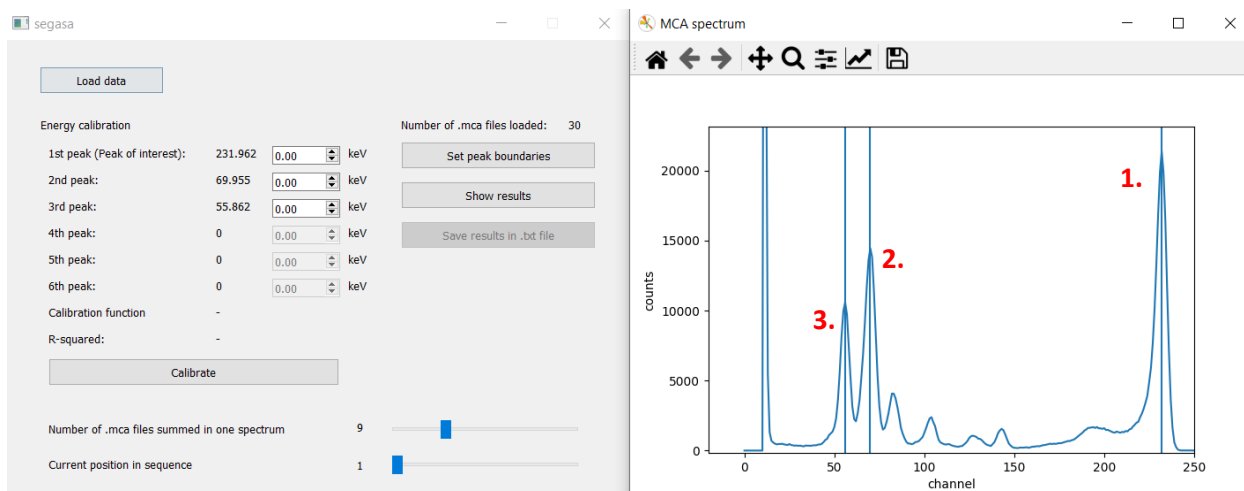 segasa
Load data
Energy calibration
1st peak (Peak of interest): 231.962 0.00 keV
2nd peak: 69.955 0.00 keV
3rd peak: 55.862 0.00 keV
4th peak: 0 0.00 keV
5th peak: 0 0.00 keV
6th peak: 0 0.00 keV
Calibration function -
R-squared: -
Calibrate
Number of .mca files loaded: 30
Set peak boundaries
Show results
Save results in .txt file
Number of .mca files summed in one spectrum 9
Current position in sequence 1
MCA spectrum
20000
15000
10000
5000
0
counts
1.
2.
3.
0 50 100 150 200 250
channel